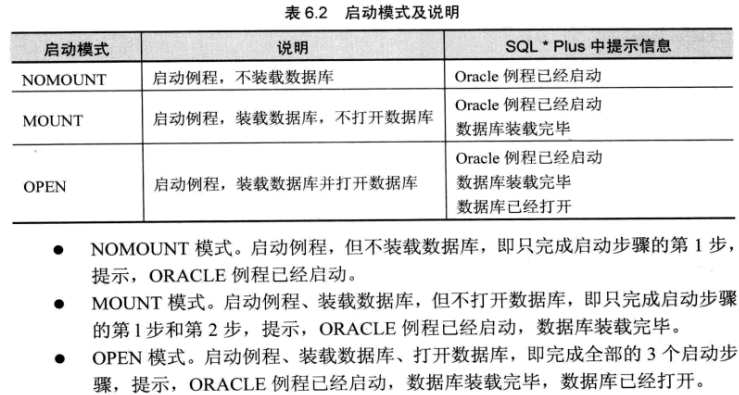 表 6.2 启动模式及说明
启动模式 说明 SQL * Plus 中提示信息
NOMOUNT 启动例程，不装载数据库 Oracle 例程已经启动
MOUNT 启动例程，装载数据库，不打开数据库 Oracle 例程已经启动
数据库装载完毕
OPEN 启动例程，装载数据库并打开数据库 Oracle 例程已经启动
数据库装载完毕
数据库已经打开
● NOMOUNT 模式。启动例程，但不装载数据库，即只完成启动步骤的第 1 步，
提示，ORACLE 例程已经启动。
● MOUNT 模式。启动例程、装载数据库，但不打开数据库，即只完成启动步骤
的第 1 步和第 2 步，提示，ORACLE 例程已经启动，数据库装载完毕。
● OPEN 模式。启动例程、装载数据库、打开数据库，即完成全部的 3 个启动步
骤，提示，ORACLE 例程已经启动，数据库装载完毕，数据库已经打开。